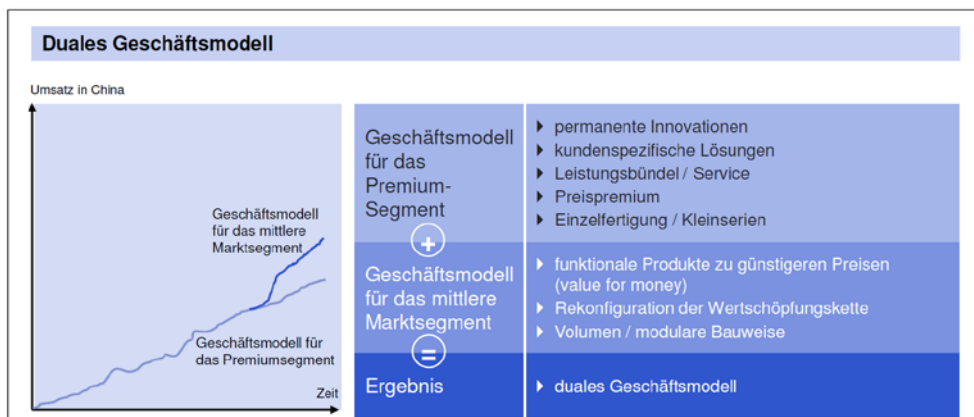 Duales Geschäftsmodell
Umsatz in China
Geschäftsmodell
für das mittlere
Marktsegment
Geschäftsmodell für
das Premiumsegment
Zeit
Geschäftsmodell
für das
Premium-
Segment
permanente Innovationen
kundenspezifische Lösungen
Leistungsbündel / Service
Preispremium
Einzelfertigung / Kleinserien
+
Geschäftsmodell
für das mittlere
Marktsegment
funktionale Produkte zu günstigeren Preisen
(value for money)
Rekonfiguration der Wertschöpfungskette
Volumen / modulare Bauweise
=
Ergebnis
duales Geschäftsmodell